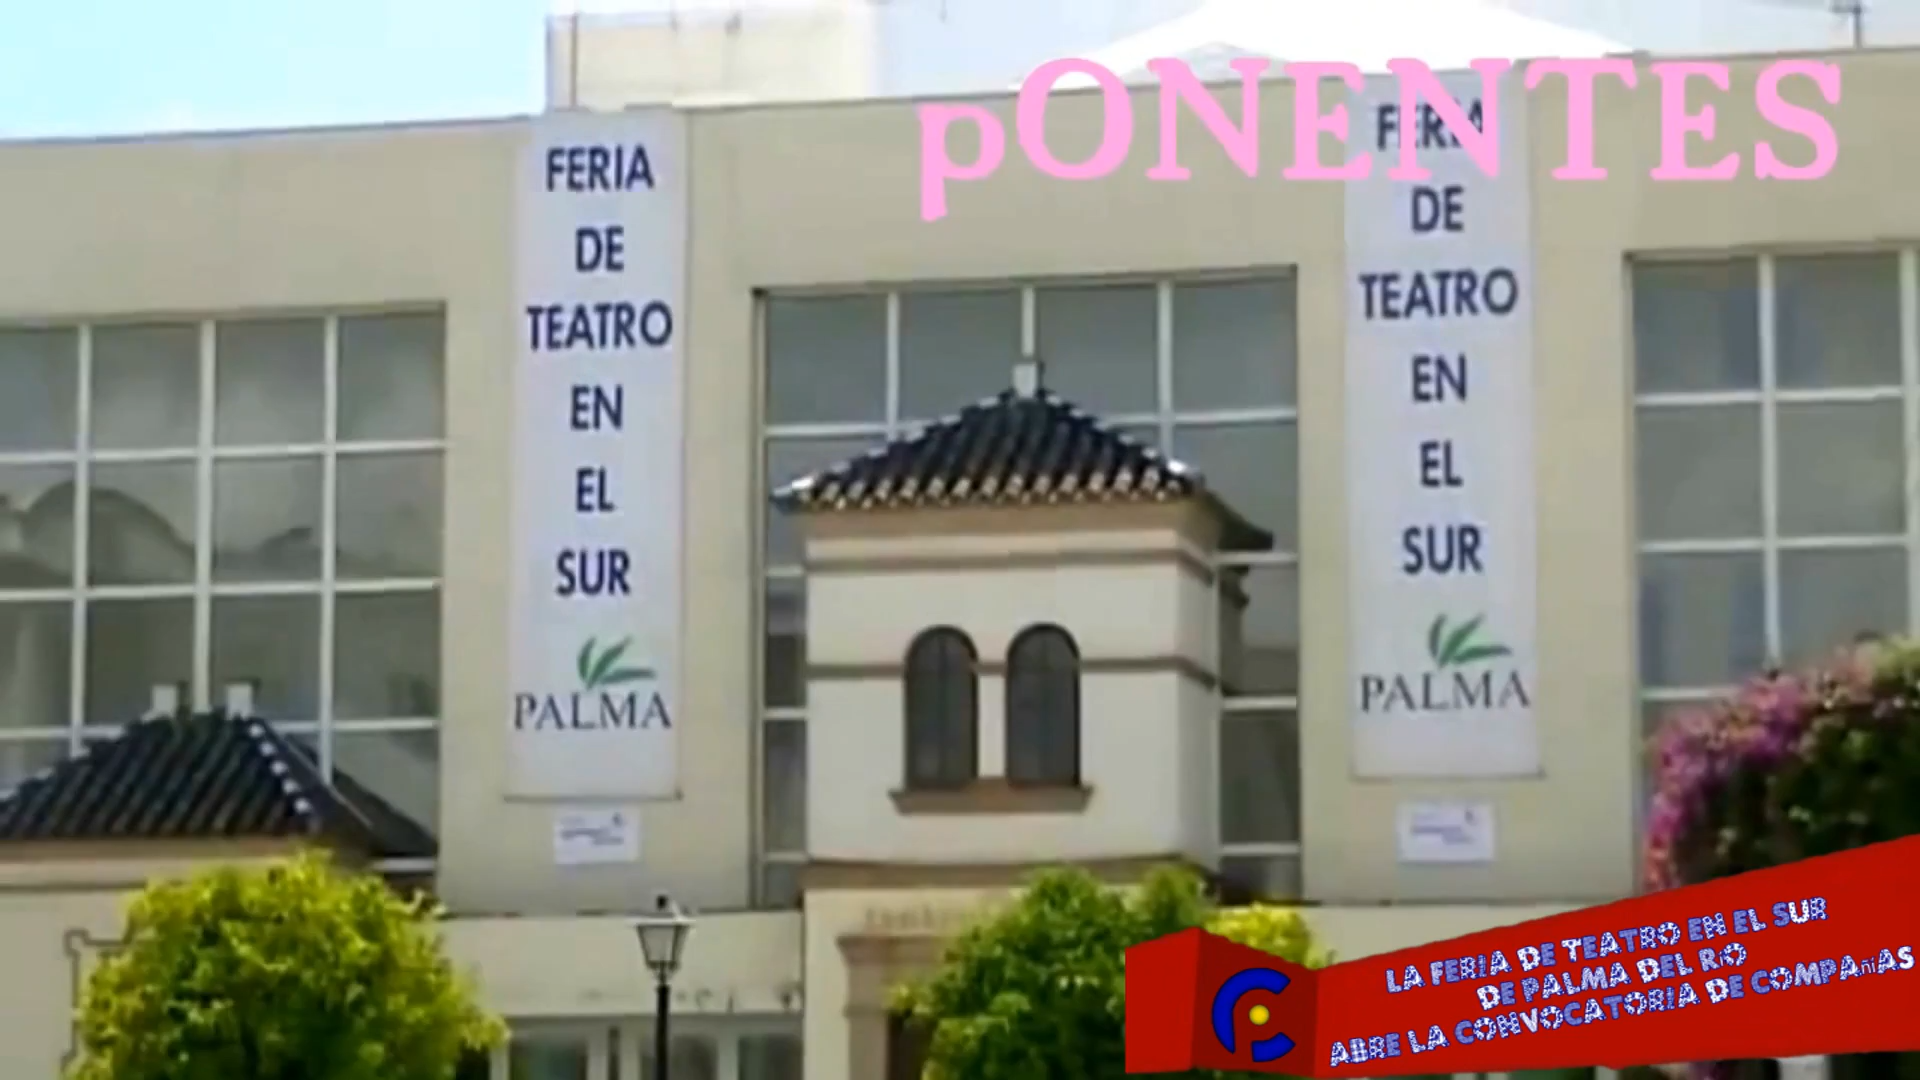 pONENTES
FERIA
DE
TEATRO
EN
EL
SUR
PALMA
FERIA
DE
TEATRO
EN
EL
SUR
PALMA
LA FERIA DE TEATRO EN EL SUR
DE PALMA DEL RíO
ABRE LA CONVOCATORIA DE COMPAñíAS